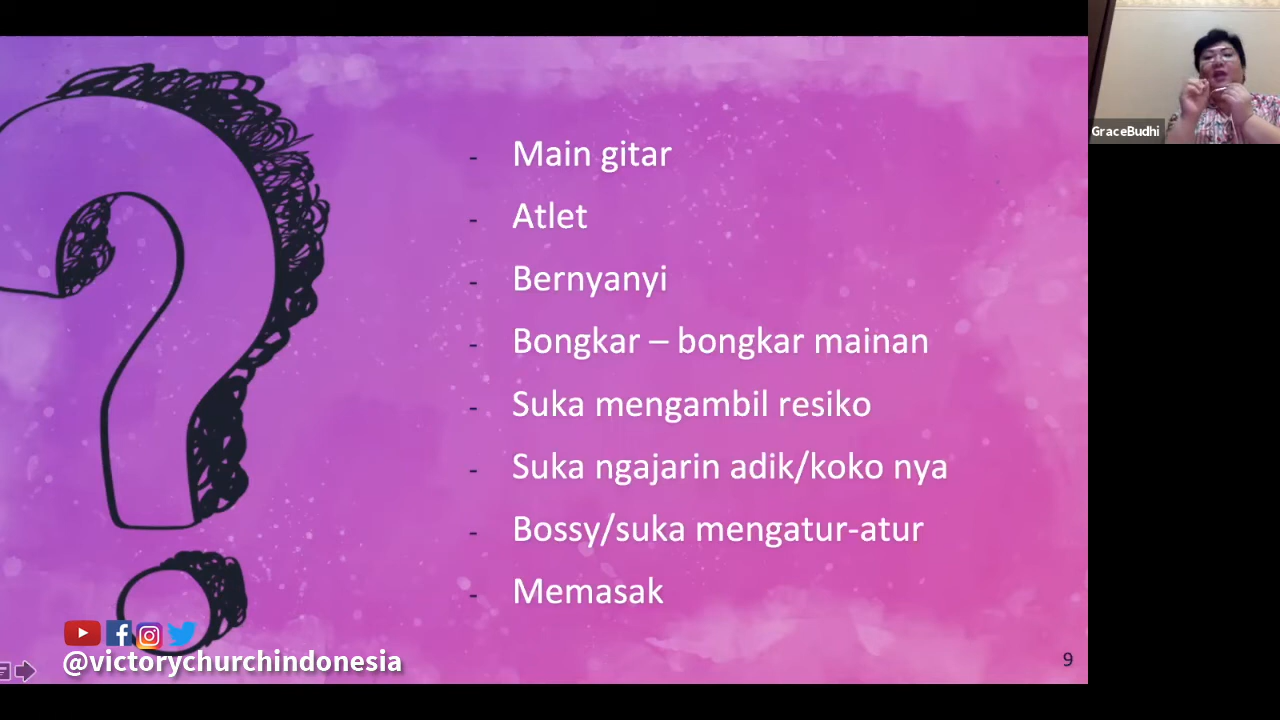 GraceBudhi
- Main gitar
- Atlet
- Bernyanyi
- Bongkar – bongkar mainan
- Suka mengambil resiko
- Suka ngajarin adik/koko nya
- Bossy/suka mengatur-atur
- Memasak
@victorychurchindonesia
9